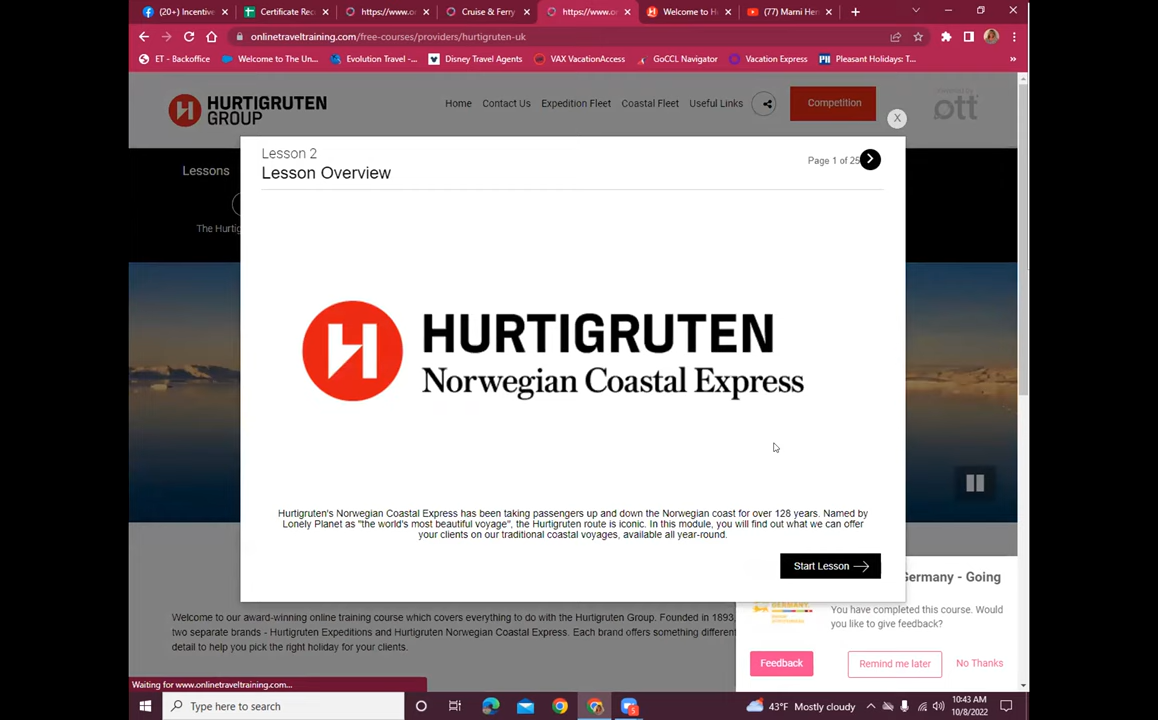 (20+) Incentive
Certificate Rec
https://www.o
Cruise & Ferry
https://www.o
Welcome to H
(77) Marni Her
onlinetraveltraining.com/free-courses/providers/hurtigruten-uk
ET - Backoffice
Welcome to The Un...
Evolution Travel -...
Disney Travel Agents
VAX VacationAccess
GoCCL Navigator
Vacation Express
Pleasant Holidays: T...
»
HURTIGRUTEN
GROUP
Home
Contact Us
Expedition Fleet
Coastal Fleet
Useful Links
Competition
ott
X
Lessons
The Hurtig
Lesson 2
Lesson Overview
Page 1 of 25
H
HURTIGRUTEN
Norwegian Coastal Express
Hurtigruten's Norwegian Coastal Express has been taking passengers up and down the Norwegian coast for over 128 years. Named by
Lonely Planet as "the world's most beautiful voyage", the Hurtigruten route is iconic. In this module, you will find out what we can offer
your clients on our traditional coastal voyages, available all year-round.
Start Lesson
Germany - Going
GERMANY
You have completed this course. Would
you like to give feedback?
Feedback
Remind me later
No Thanks
Welcome to our award-winning online training course which covers everything to do with the Hurtigruten Group. Founded in 1893,
two separate brands - Hurtigruten Expeditions and Hurtigruten Norwegian Coastal Express. Each brand offers something different
detail to help you pick the right holiday for your clients.
Waiting for www.onlinetraveltraining.com...
Type here to search
43°F Mostly cloudy
10:43 AM
10/8/2022